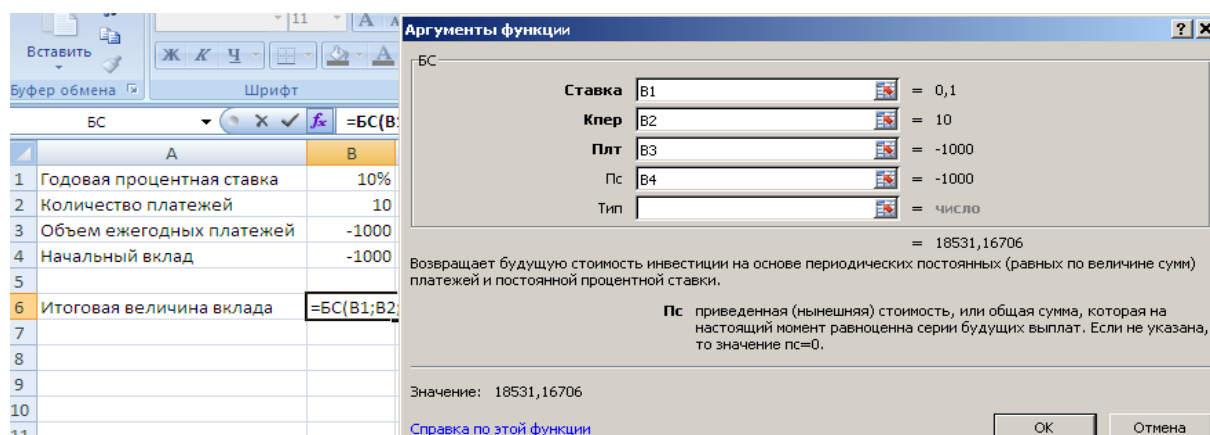 11
A
Вставить
Ж К Ч
A
Буфер обмена
Шрифт
БС
fx
=БС(B1
A
B
1 Годовая процентная ставка 10%
2 Количество платежей 10
3 Объем ежегодных платежей -1000
4 Начальный вклад -1000
5
6 Итоговая величина вклада =БС(B1;B2;
7
8
9
10
11
Аргументы функции
? X
БС
Ставка B1 = 0,1
Кпер B2 = 10
Плт B3 = -1000
Пс B4 = -1000
Тип = число
= 18531,16706
Возвращает будущую стоимость инвестиции на основе периодических постоянных (равных по величине сумм)
платежей и постоянной процентной ставки.
Пс приведенная (нынешняя) стоимость, или общая сумма, которая на
настоящий момент равноценна серии будущих выплат. Если не указана,
то значение пс=0.
Значение: 18531,16706
Справка по этой функции
ОК
Отмена